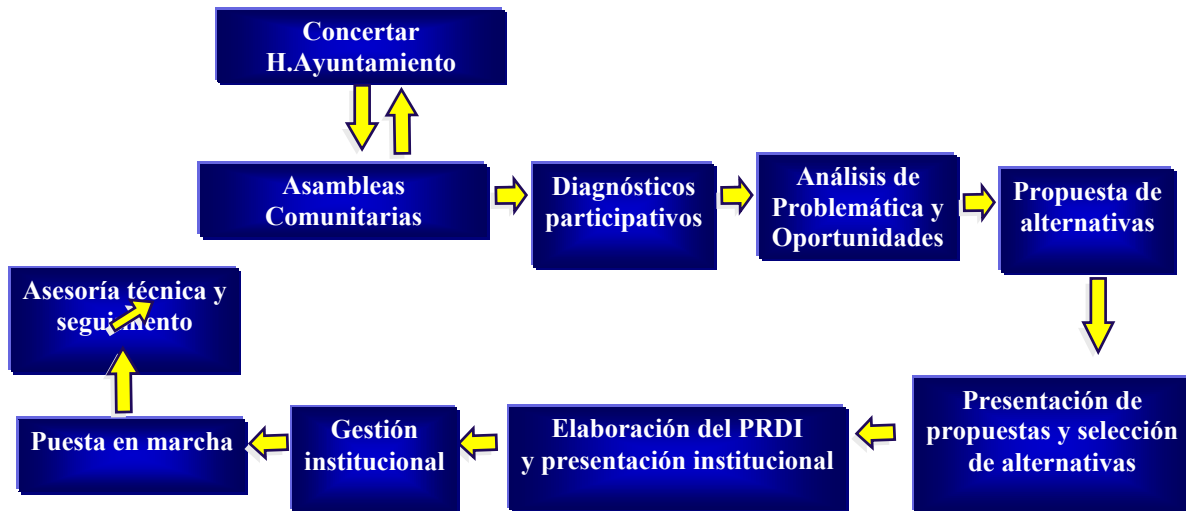 Concertar
H.Ayuntamiento
Asambleas
Comunitarias
Diagnósticos
participativos
Análisis de
Problemática y
Oportunidades
Propuesta de
alternativas
Presentación de
propuestas y selección
de alternativas
Elaboración del PRDI
y presentación institucional
Gestión
institucional
Puesta en marcha
Asesoría técnica y
seguimiento